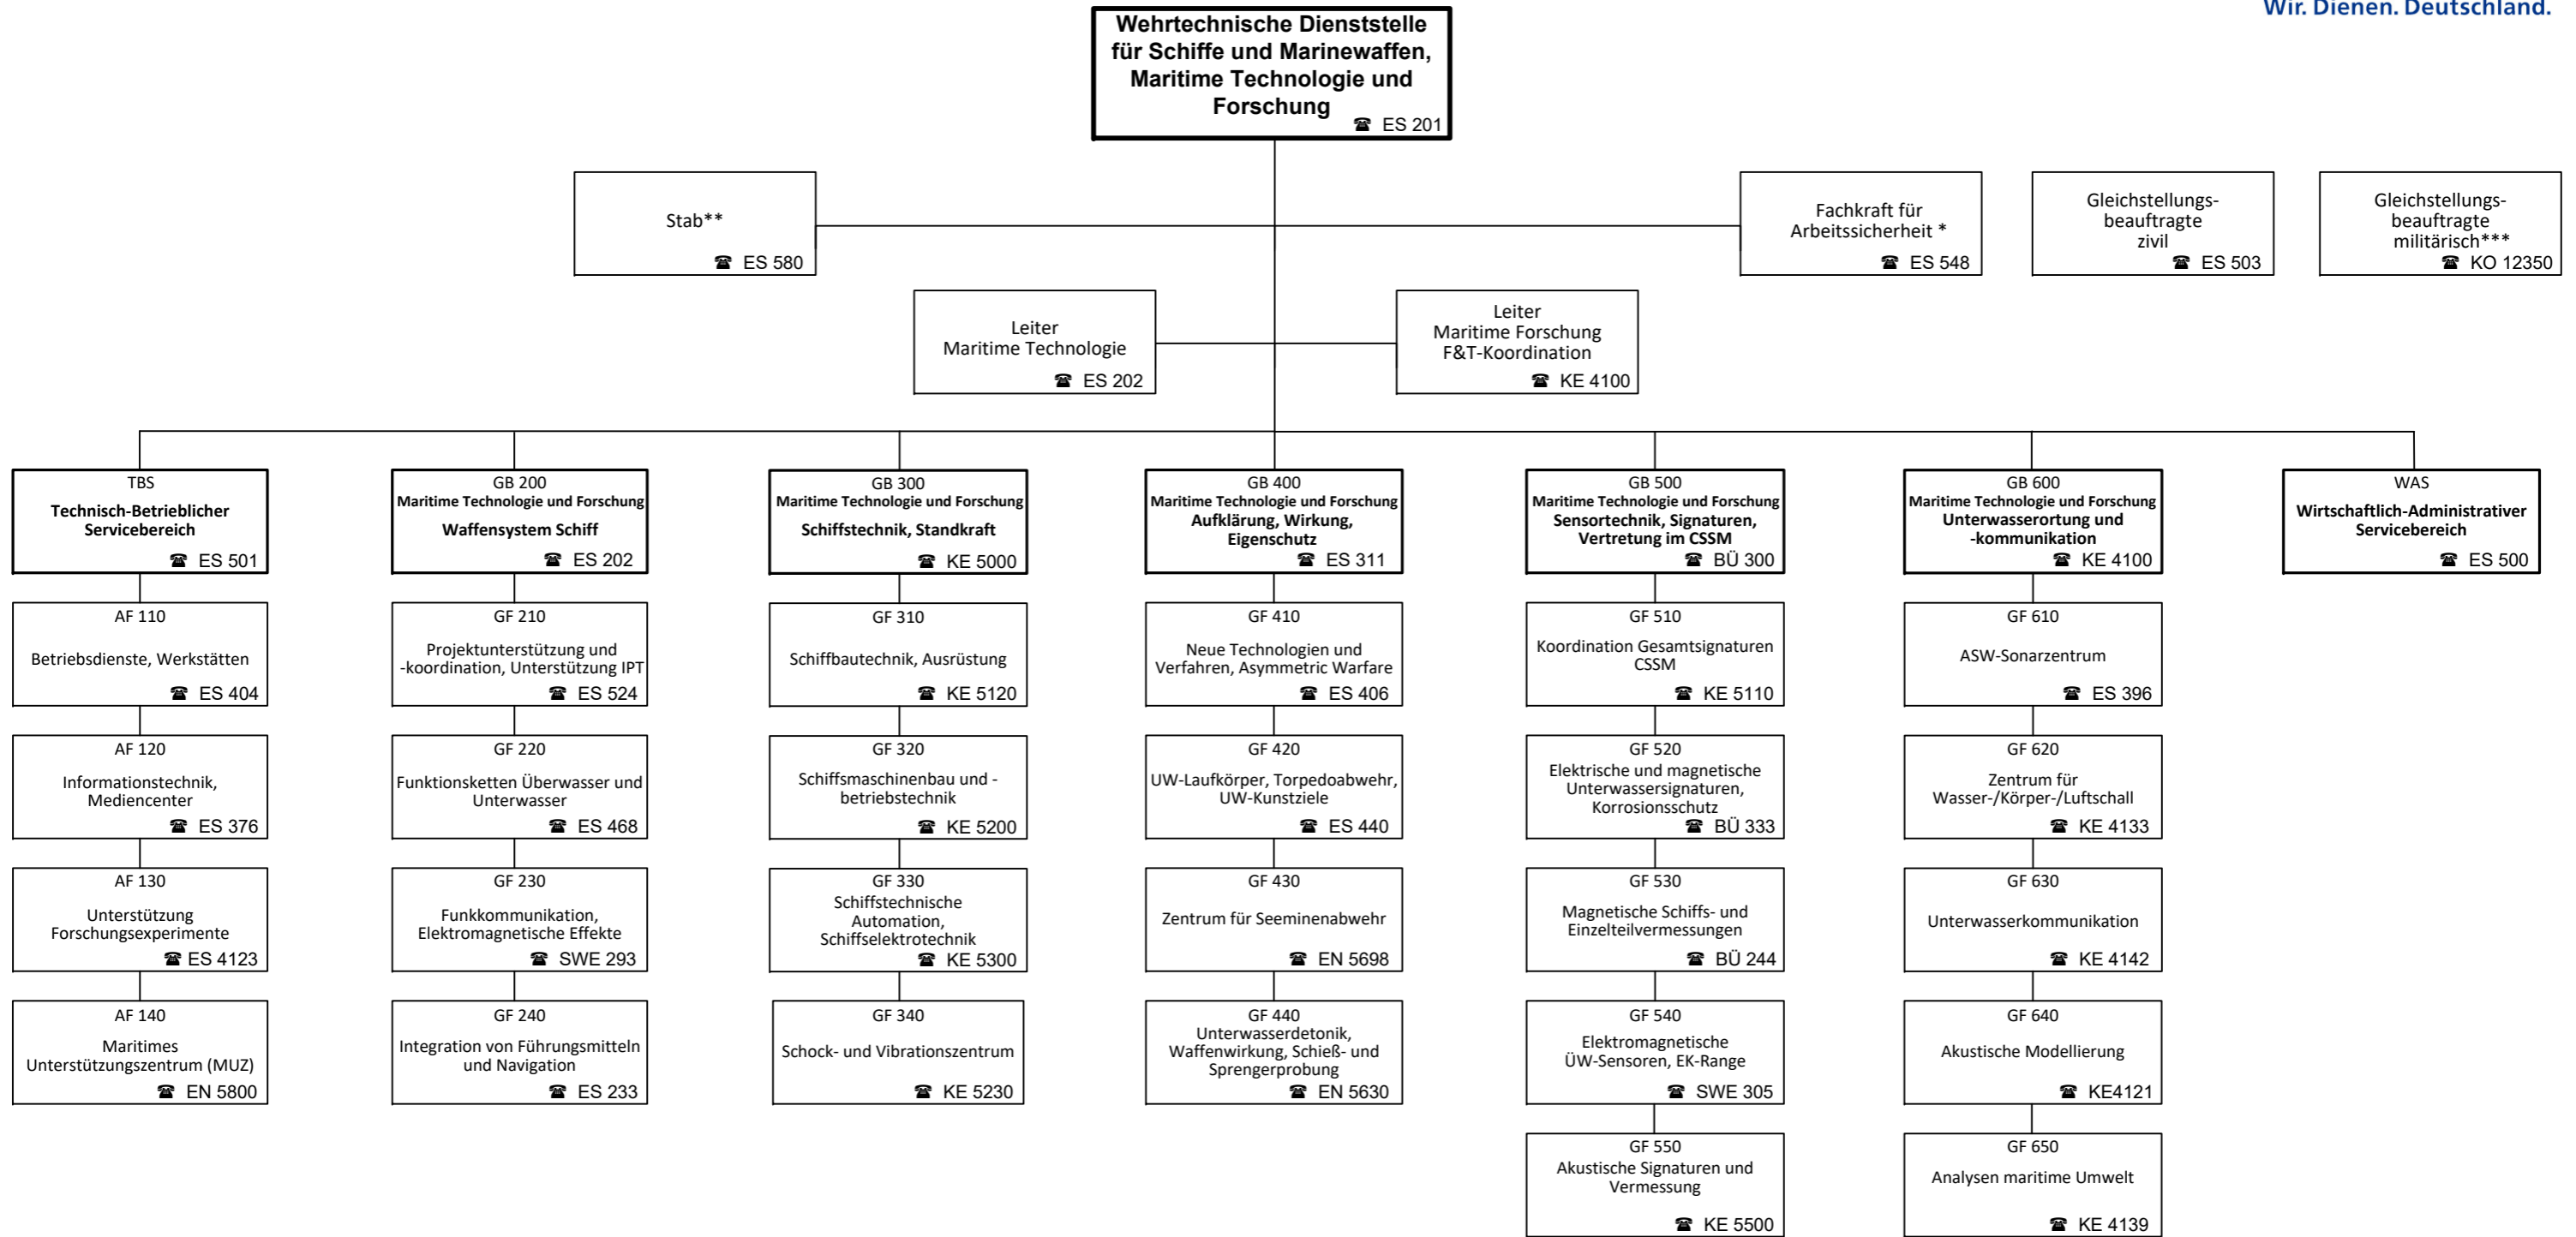 Wir. Dienen. Deutschland.
Wehrtechnische Dienststelle
für Schiffe und Marinewaffen,
Maritime Technologie und
Forschung
☎ ES 201
Stab**
☎ ES 580
Fachkraft für
Arbeitssicherheit *
☎ ES 548
Gleichstellungs-
beauftragte
zivil
☎ ES 503
Gleichstellungs-
beauftragte
militärisch***
☎ KO 12350
Leiter
Maritime Technologie
☎ ES 202
Leiter
Maritime Forschung
F&T-Koordination
☎ KE 4100
TBS
Technisch-Betrieblicher
Servicebereich
☎ ES 501
AF 110
Betriebsdienste, Werkstätten
☎ ES 404
AF 120
Informationstechnik,
Mediencenter
☎ ES 376
AF 130
Unterstützung
Forschungsexperimente
☎ ES 4123
AF 140
Maritimes
Unterstützungszentrum (MUZ)
☎ EN 5800
GB 200
Maritime Technologie und Forschung
Waffensystem Schiff
☎ ES 202
GF 210
Projektunterstützung und
-koordination, Unterstützung IPT
☎ ES 524
GF 220
Funktionsketten Überwasser und
Unterwasser
☎ ES 468
GF 230
Funkkommunikation,
Elektromagnetische Effekte
☎ SWE 293
GF 240
Integration von Führungsmitteln
und Navigation
☎ ES 233
GB 300
Maritime Technologie und Forschung
Schiffstechnik, Standkraft
☎ KE 5000
GF 310
Schiffbautechnik, Ausrüstung
☎ KE 5120
GF 320
Schiffsmaschinenbau und -
betriebstechnik
☎ KE 5200
GF 330
Schiffstechnische
Automation,
Schiffselektrotechnik
☎ KE 5300
GF 340
Schock- und Vibrationszentrum
☎ KE 5230
GB 400
Maritime Technologie und Forschung
Aufklärung, Wirkung,
Eigenschutz
☎ ES 311
GF 410
Neue Technologien und
Verfahren, Asymmetric Warfare
☎ ES 406
GF 420
UW-Laufkörper, Torpedoabwehr,
UW-Kunstziele
☎ ES 440
GF 430
Zentrum für Seeminenabwehr
☎ EN 5698
GF 440
Unterwasserdetonik,
Waffenwirkung, Schieß- und
Sprengerprobung
☎ EN 5630
GB 500
Maritime Technologie und Forschung
Sensortechnik, Signaturen,
Vertretung im CSSM
☎ BÜ 300
GF 510
Koordination Gesamtsignaturen
CSSM
☎ KE 5110
GF 520
Elektrische und magnetische
Unterwassersignaturen,
Korrosionsschutz
☎ BÜ 333
GF 530
Magnetische Schiffs- und
Einzelteilvermessungen
☎ BÜ 244
GF 540
Elektromagnetische
ÜW-Sensoren, EK-Range
☎ SWE 305
GF 550
Akustische Signaturen und
Vermessung
☎ KE 5500
GB 600
Maritime Technologie und Forschung
Unterwasserortung und
-kommunikation
☎ KE 4100
GF 610
ASW-Sonarzentrum
☎ ES 396
GF 620
Zentrum für
Wasser-/Körper-/Luftschall
☎ KE 4133
GF 630
Unterwasserkommunikation
☎ KE 4142
GF 640
Akustische Modellierung
☎ KE4121
GF 650
Analysen maritime Umwelt
☎ KE 4139
WAS
Wirtschaftlich-Administrativer
Servicebereich
☎ ES 500